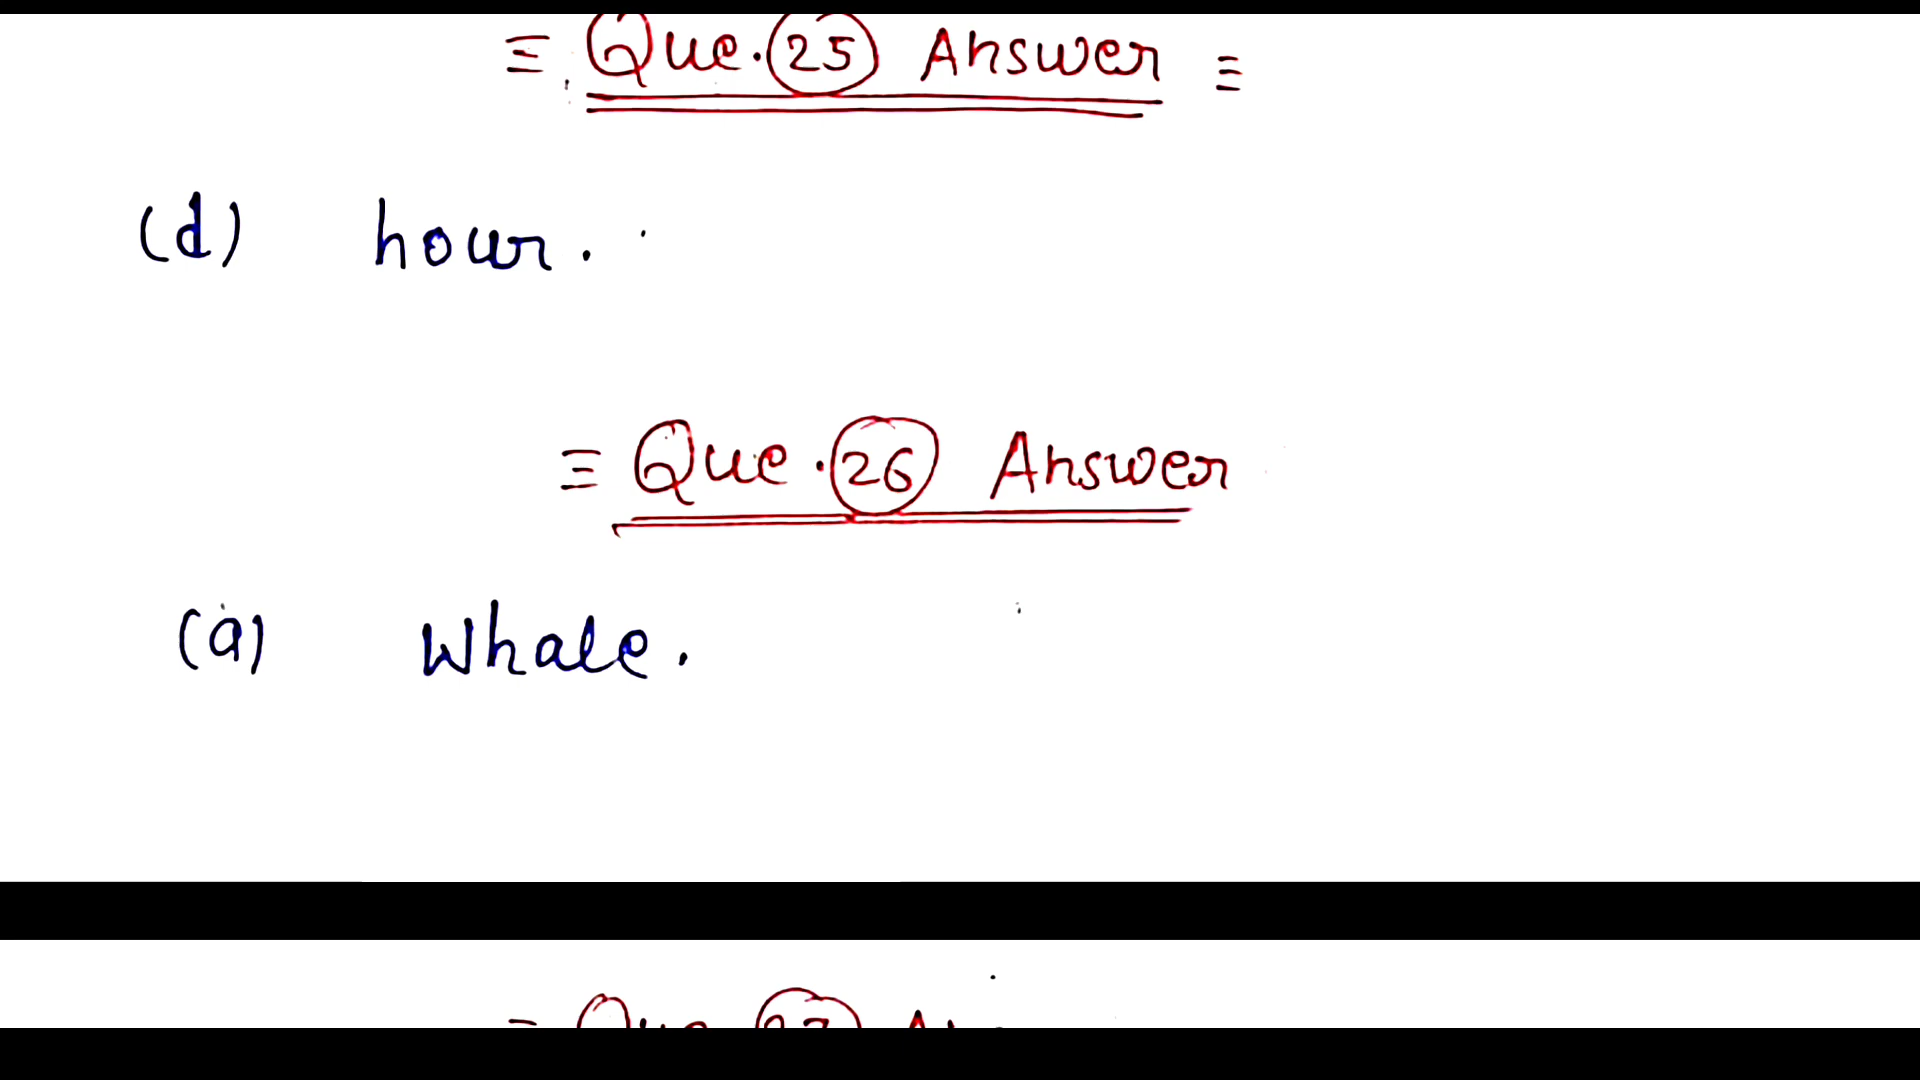 ≡ Que. 25 Answer ≡
(d) hour.
≡ Que. 26 Answer
(a) Whale.